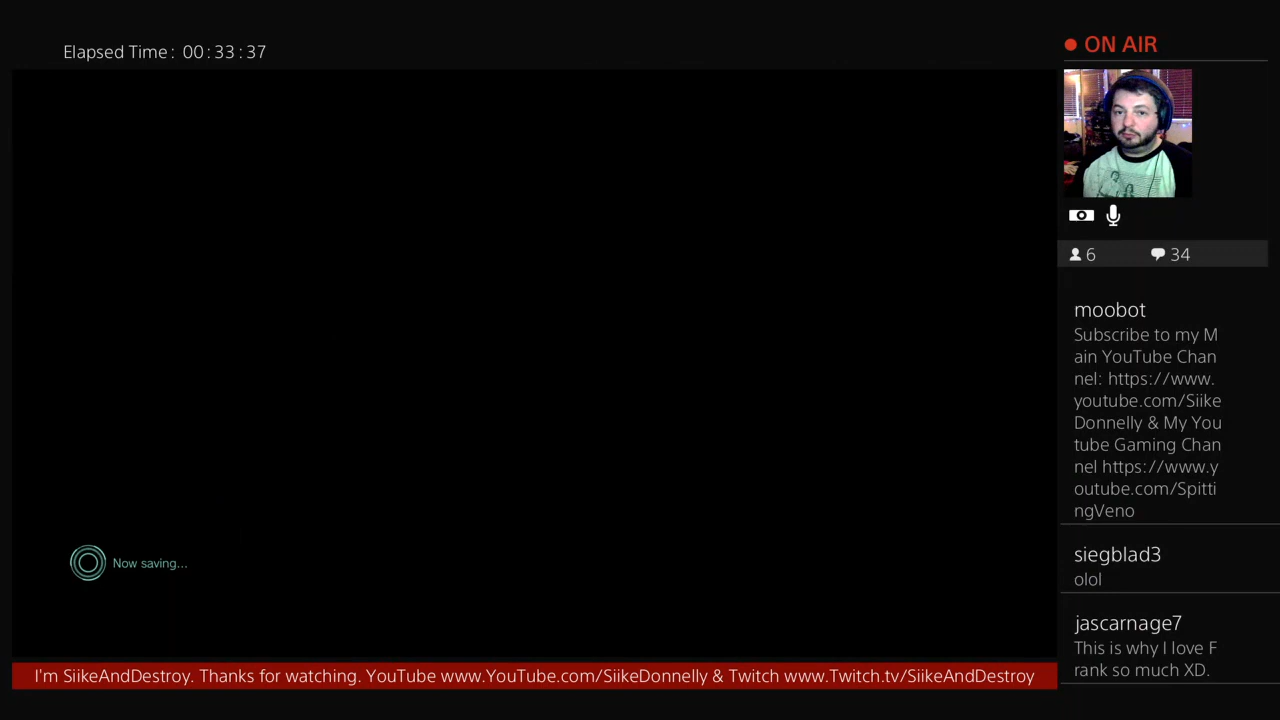 Elapsed Time: 00:33:37
ON AIR
6 34
moobot
Subscribe to my M
ain YouTube Chan
nel: https://www.
youtube.com/Siike
Donnelly & My You
tube Gaming Chan
nel https://www.y
outube.com/Spitti
ngVeno
siegblad3
olol
jascarnage7
This is why I love F
rank so much XD.
Now saving...
I'm SiikeAndDestroy. Thanks for watching. YouTube www.YouTube.com/SiikeDonnelly & Twitch www.Twitch.tv/SiikeAndDestroy